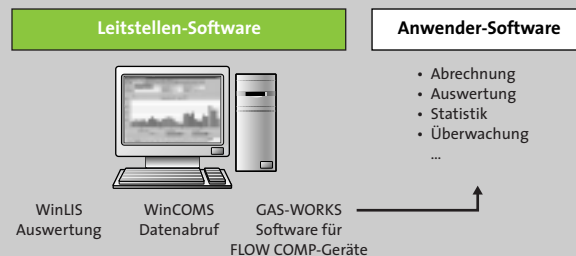 Leitstellen-Software
Anwender-Software
• Abrechnung
• Auswertung
• Statistik
• Überwachung
...
WinLIS
Auswertung
WinCOMS
Datenabruf
GAS-WORKS
Software für
FLOW COMP-Geräte